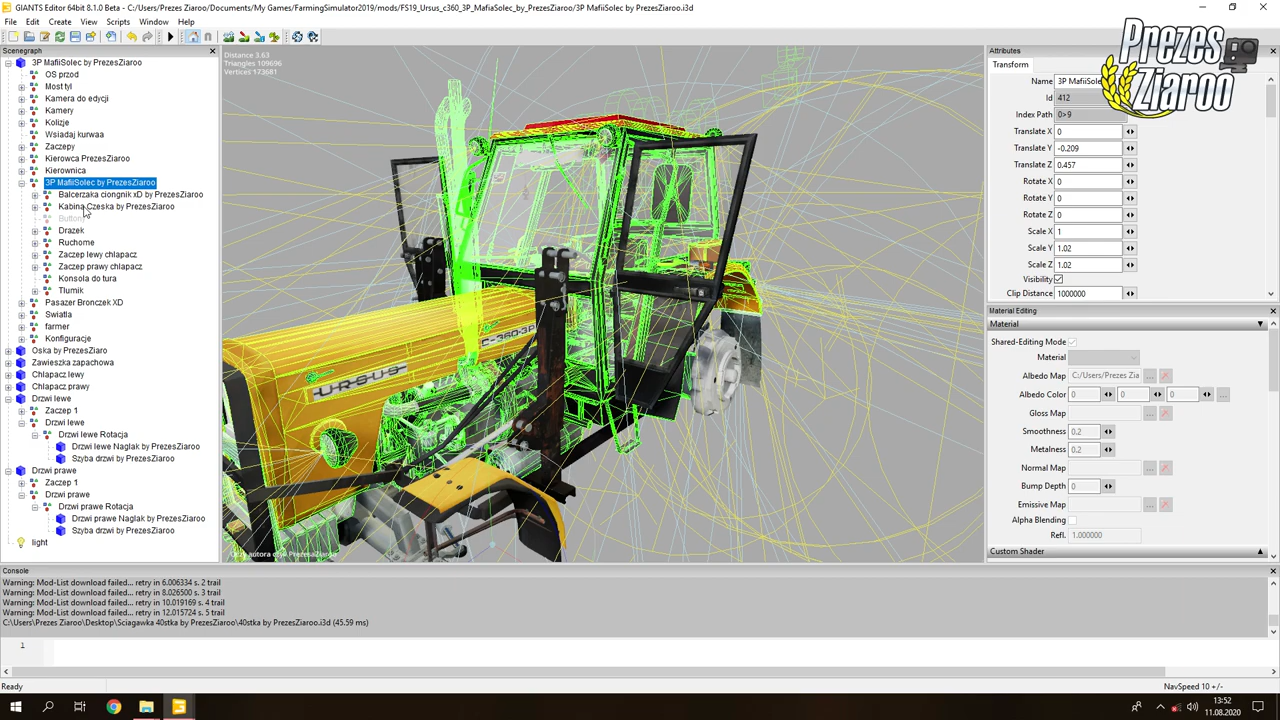 GIANTS Editor 64bit 8.1.0 Beta - C:/Users/Prezes Ziaroo/Documents/My Games/FarmingSimulator2019/mods/FS19_Ursus_c360_3P_MafiaSolec_by_PrezesZiaroo/3P MafiiSolec by PrezesZiaroo.i3d
File Edit Create View Scripts Window Help
Prezes Ziaroo
Scenegraph
3P MafiiSolec by PrezesZiaroo
OS przod
Most tyl
Kamera do edycji
Kamery
Kolizje
Wsiadaj kurwaa
Zaczepy
Kierowca PrezesZiaroo
Kierownica
3P MafiiSolec by PrezesZiaroo
Balcerzaka ciongnik xD by PrezesZiaroo
Kabina Czeska by PrezesZiaroo
Drazek
Ruchome
Zaczep lewy chlapacz
Zaczep prawy chlapacz
Konsola do tura
Tlumik
Pasazer Bronczek XD
Swiatla
farmer
Konfiguracje
Oska by PrezesZiaro
Zawieszka zapachowa
Chlapacz lewy
Chlapacz prawy
Drzwi lewe
Zaczep 1
Drzwi lewe
Drzwi lewe Rotacja
Drzwi lewe Naglak by PrezesZiaroo
Szyba drzwi by PrezesZiaroo
Drzwi prawe
Zaczep 1
Drzwi prawe
Drzwi prawe Rotacja
Drzwi prawe Naglak by PrezesZiaroo
Szyba drzwi by PrezesZiaroo
light
Distance 3.63
Triangles 109696
Vertices 173681
URSUS
C-360-3P
Attributes
Transform
Name 3P MafiiSole
Id 412
Index Path 0>9
Translate X 0
Translate Y -0.209
Translate Z 0.457
Rotate X 0
Rotate Y 0
Rotate Z 0
Scale X 1
Scale Y 1.02
Scale Z 1.02
Visibility
Clip Distance 1000000
Material Editing
Material
Shared-Editing Mode
Material
Albedo Map C:/Users/Prezes Zia ...
Albedo Color 0 0 0 ...
Gloss Map ...
Smoothness 0.2
Metalness 0.2
Normal Map ...
Bump Depth 0
Emissive Map ...
Alpha Blending
Refl. 1.000000
Custom Shader
Console
Warning: Mod-List download failed... retry in 6.006334 s. 2 trail
Warning: Mod-List download failed... retry in 8.026500 s. 3 trail
Warning: Mod-List download failed... retry in 10.019169 s. 4 trail
Warning: Mod-List download failed... retry in 12.015724 s. 5 trail
C:\Users\Prezes Ziaroo\Desktop\Sciagawka 40stka by PrezesZiaroo\40stka by PrezesZiaroo.i3d (45.59 ms)
1
Ready
NavSpeed 10 +/-
13:52
11.08.2020